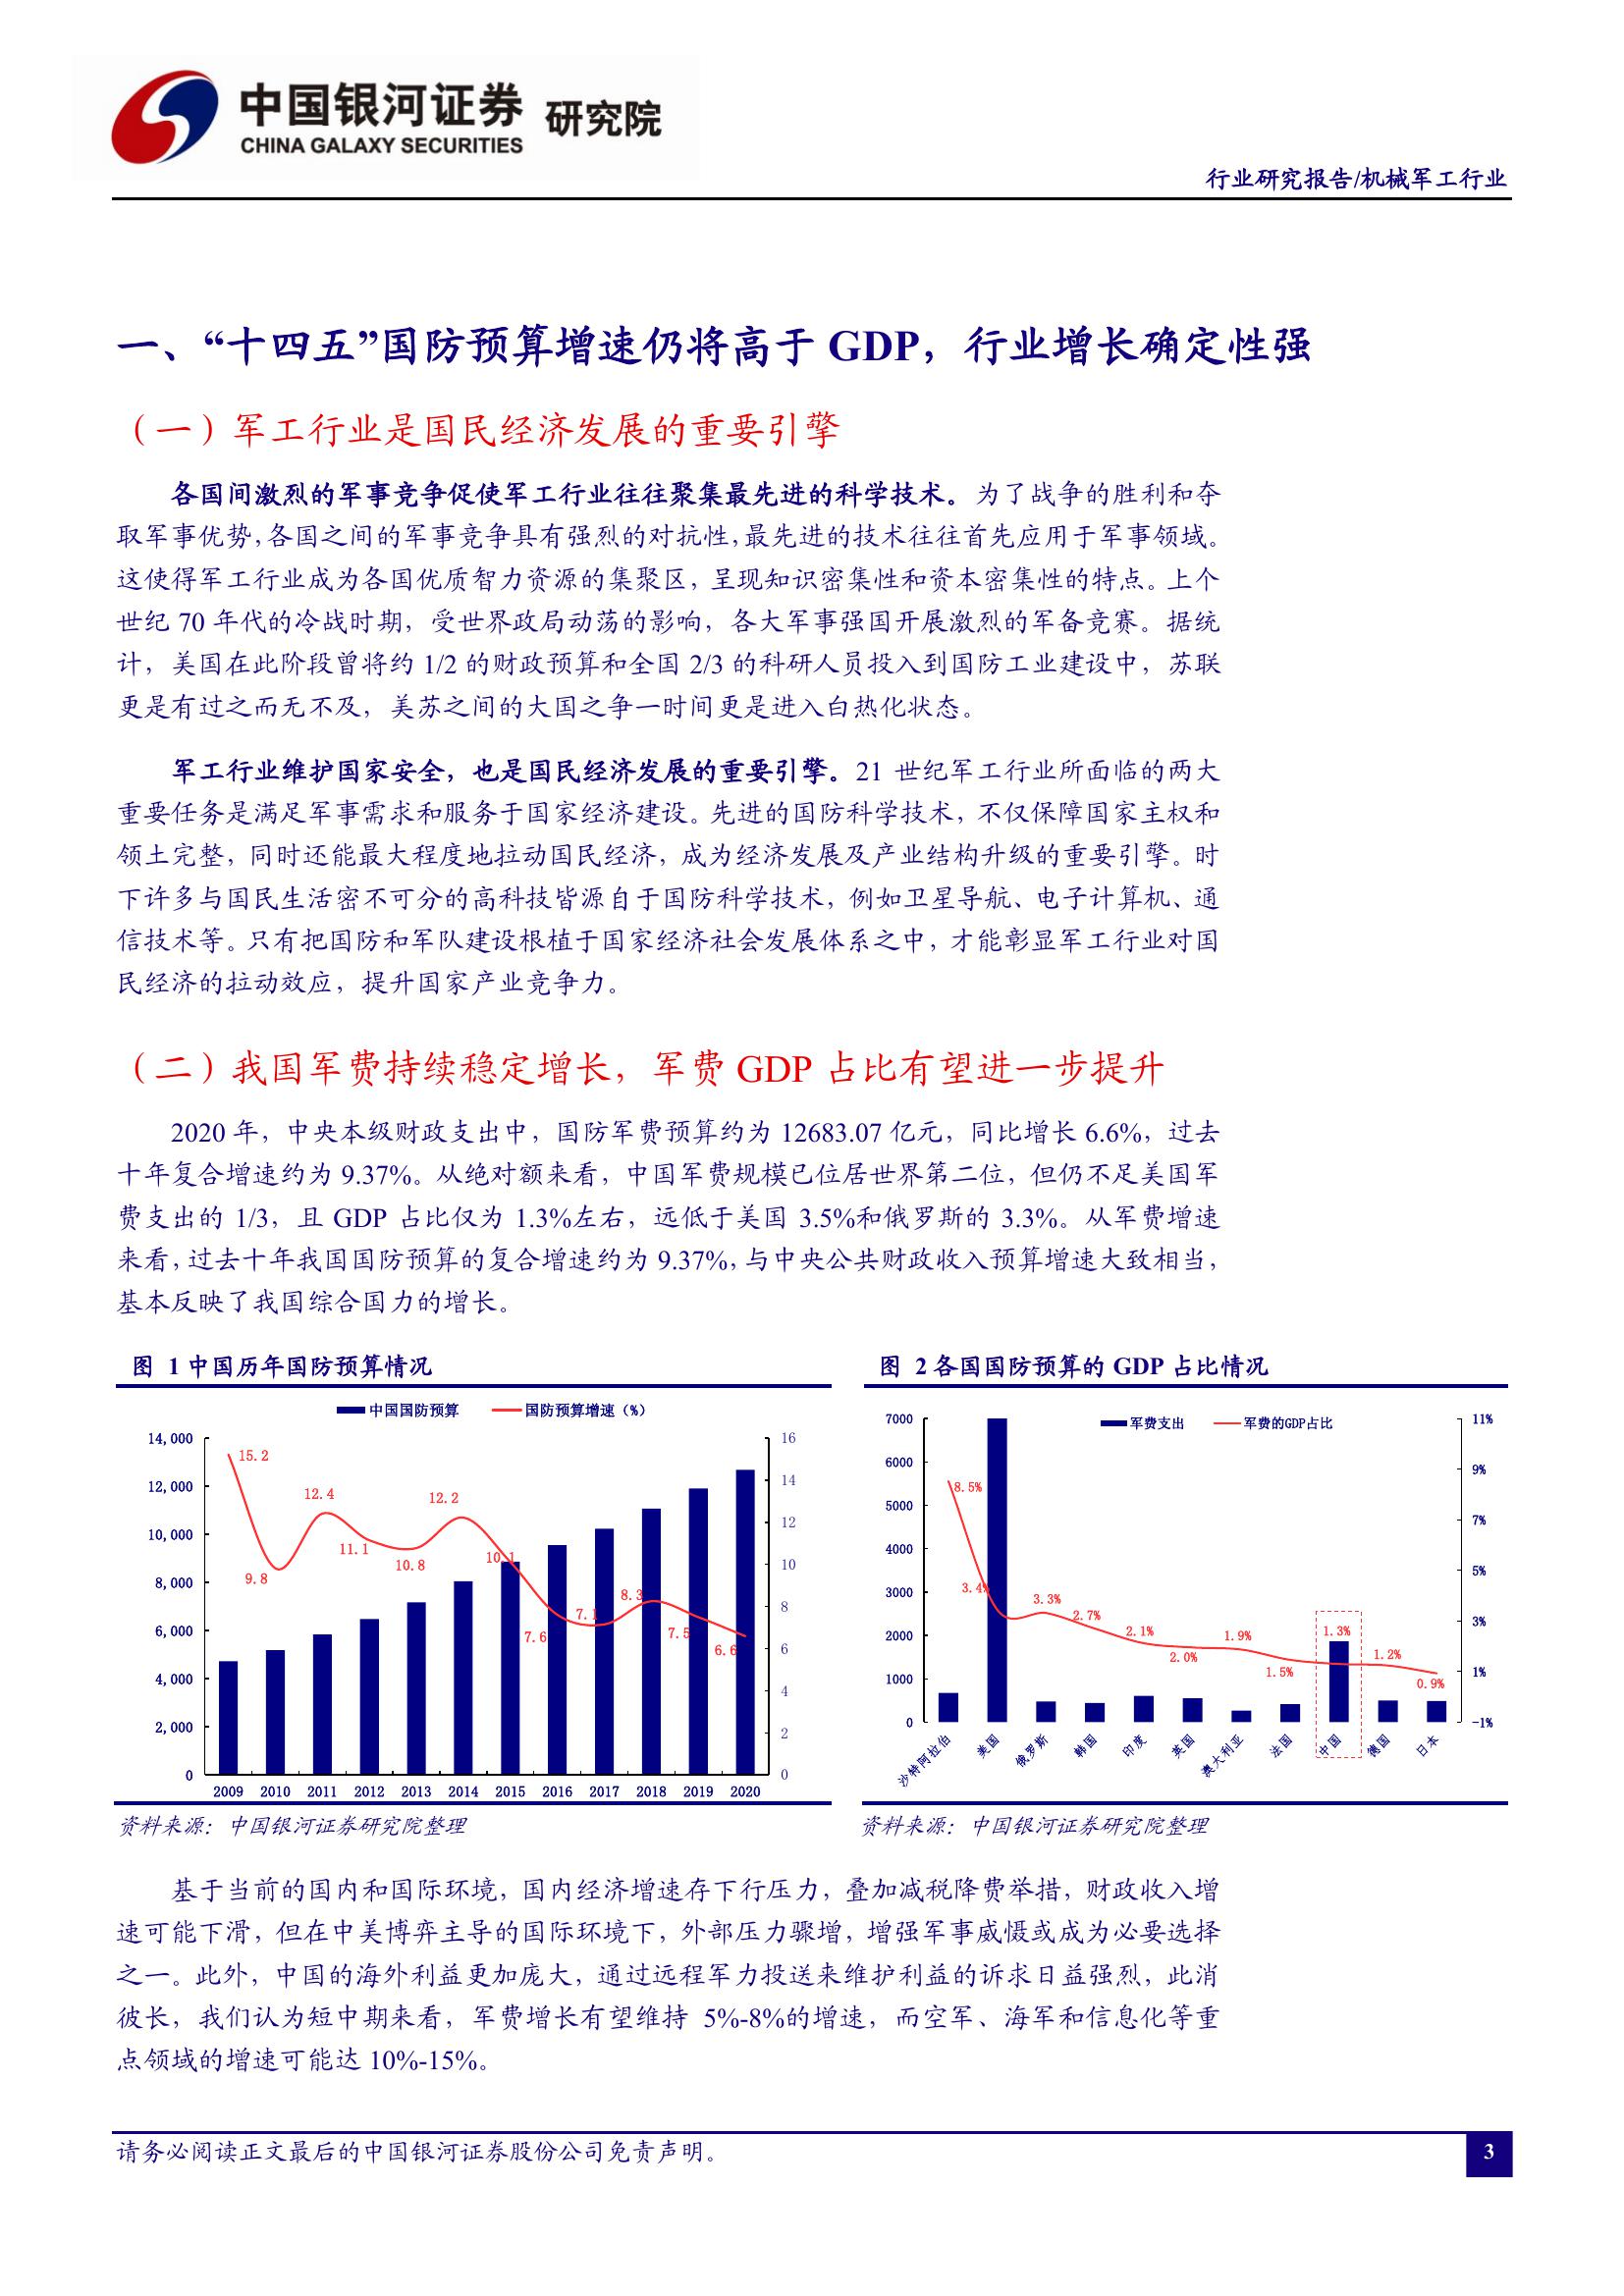 中国银河证券 研究院
CHINA GALAXY SECURITIES
行业研究报告/机械军工行业
一、“十四五”国防预算增速仍将高于 GDP，行业增长确定性强
（一）军工行业是国民经济发展的重要引擎
各国间激烈的军事竞争促使军工行业往往聚集最先进的科学技术。为了战争的胜利和夺
取军事优势，各国之间的军事竞争具有强烈的对抗性，最先进的技术往往首先应用于军事领域。
这使得军工行业成为各国优质智力资源的集聚区，呈现知识密集性和资本密集性的特点。上个
世纪 70 年代的冷战时期，受世界政局动荡的影响，各大军事强国开展激烈的军备竞赛。据统
计，美国在此阶段曾将约 1/2 的财政预算和全国 2/3 的科研人员投入到国防工业建设中，苏联
更是有过之而无不及，美苏之间的大国之争一时间更是进入白热化状态。
军工行业维护国家安全，也是国民经济发展的重要引擎。21 世纪军工行业所面临的两大
重要任务是满足军事需求和服务于国家经济建设。先进的国防科学技术，不仅保障国家主权和
领土完整，同时还能最大程度地拉动国民经济，成为经济发展及产业结构升级的重要引擎。时
下许多与国民生活密不可分的高科技皆源自于国防科学技术，例如卫星导航、电子计算机、通
信技术等。只有把国防和军队建设根植于国家经济社会发展体系之中，才能彰显军工行业对国
民经济的拉动效应，提升国家产业竞争力。
（二）我国军费持续稳定增长，军费 GDP 占比有望进一步提升
2020 年，中央本级财政支出中，国防军费预算约为 12683.07 亿元，同比增长 6.6%，过去
十年复合增速约为 9.37%。从绝对额来看，中国军费规模已位居世界第二位，但仍不足美国军
费支出的 1/3，且 GDP 占比仅为 1.3%左右，远低于美国 3.5%和俄罗斯的 3.3%。从军费增速
来看，过去十年我国国防预算的复合增速约为 9.37%，与中央公共财政收入预算增速大致相当，
基本反映了我国综合国力的增长。
图 1 中国历年国防预算情况
中国国防预算 国防预算增速（%）
14,000
12,000
10,000
8,000
6,000
4,000
2,000
0
16
14
12
10
8
6
4
2
0
15.2
9.8
12.4
11.1
10.8
12.2
10.1
7.6
7.1
8.3
7.5
6.6
2009 2010 2011 2012 2013 2014 2015 2016 2017 2018 2019 2020
资料来源：中国银河证券研究院整理
图 2 各国国防预算的 GDP 占比情况
军费支出 军费的GDP占比
7000
6000
5000
4000
3000
2000
1000
0
11%
9%
7%
5%
3%
1%
-1%
8.5%
3.4%
3.3%
2.7%
2.1%
2.0%
1.9%
1.5%
1.3%
1.2%
0.9%
沙特阿拉伯 美国 俄罗斯 韩国 印度 英国 澳大利亚 法国 中国 德国 日本
资料来源：中国银河证券研究院整理
基于当前的国内和国际环境，国内经济增速存下行压力，叠加减税降费举措，财政收入增
速可能下滑，但在中美博弈主导的国际环境下，外部压力骤增，增强军事威慑或成为必要选择
之一。此外，中国的海外利益更加庞大，通过远程军力投送来维护利益的诉求日益强烈，此消
彼长，我们认为短中期来看，军费增长有望维持 5%-8%的增速，而空军、海军和信息化等重
点领域的增速可能达 10%-15%。
请务必阅读正文最后的中国银河证券股份公司免责声明。
3